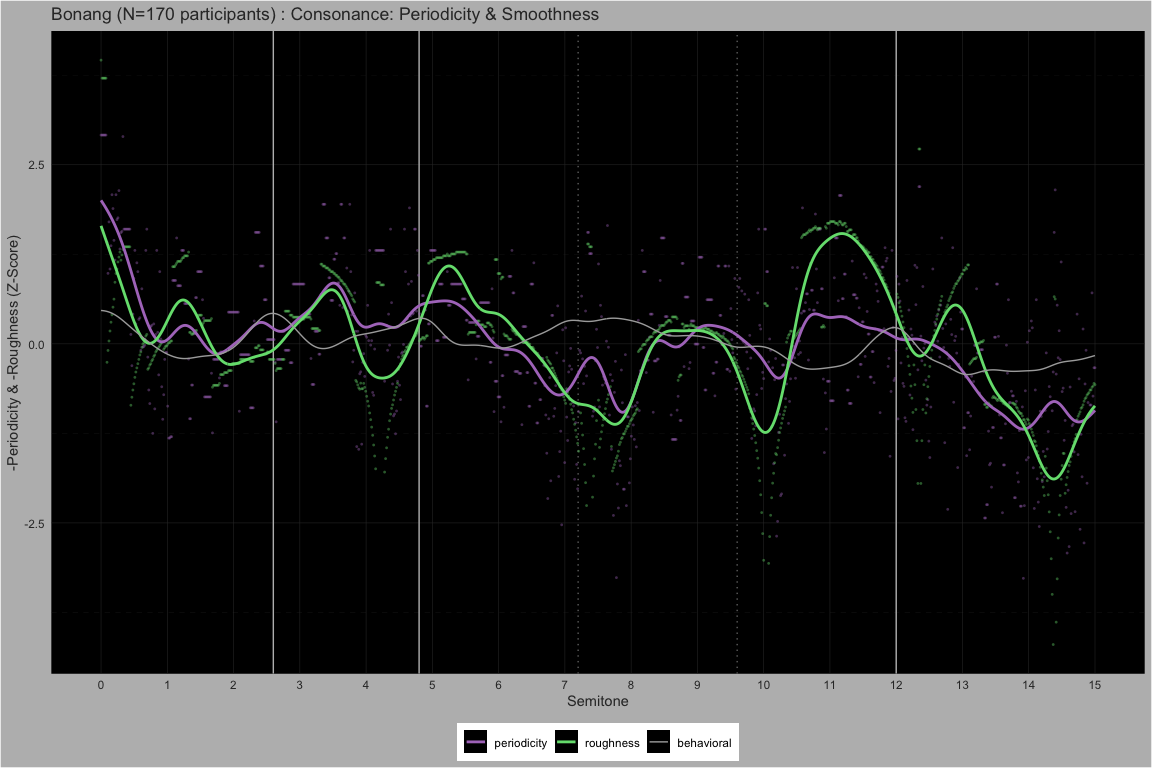 Bonang (N=170 participants) : Consonance: Periodicity & Smoothness
-Periodicity & -Roughness (Z-Score)
2.5
0.0
-2.5
0 1 2 3 4 5 6 7 8 9 10 11 12 13 14 15
Semitone
periodicity roughness behavioral